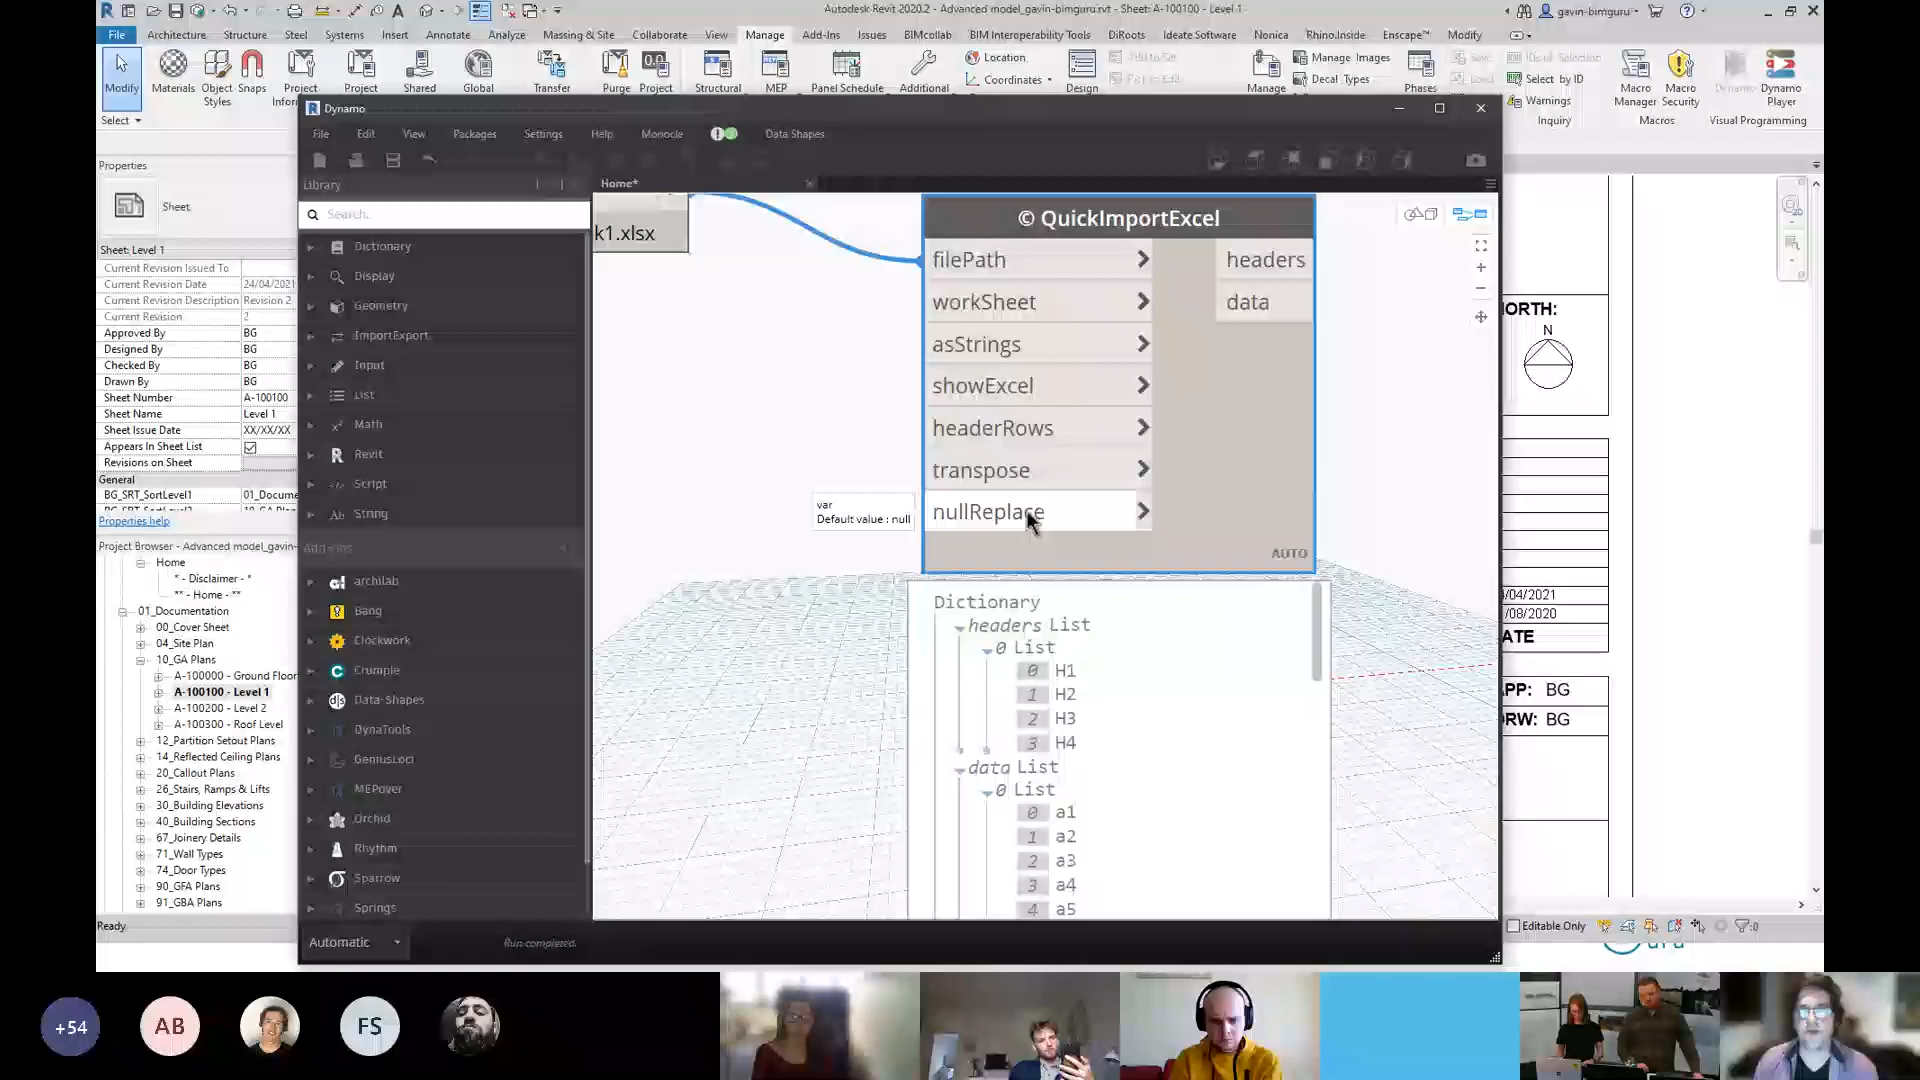 Autodesk Revit 2020.2 - Advanced model_gavin-bimguru.rvt - Sheet: A-100100 - Level 1
gavin-bimguru
File Architecture Structure Steel Systems Insert Annotate Analyze Massing & Site Collaborate View Manage Add-Ins Issues BIMcollab BIM Interoperability Tools DiRoots Ideate Software Nonica Rhino.Inside Enscape™ Modify
Modify Materials Object Styles Snaps Project Project Shared Global Transfer Purge Project Structural MEP Panel Schedule Additional
Location
Coordinates
Design
Manage
Manage Images
Decal Types
Phases
Select by ID
Warnings
Macro Manager Macro Security
Dynamo Player
Select
Inquiry
Macros
Visual Programming
Properties
Sheet
Sheet: Level 1
Current Revision Issued To
Current Revision Date 24/04/2021
Current Revision Description Revision 2
Current Revision 2
Approved By BG
Designed By BG
Checked By BG
Drawn By BG
Sheet Number A-100100
Sheet Name Level 1
Sheet Issue Date XX/XX/XX
Appears In Sheet List
Revisions on Sheet
General
BG_SRT_SortLevel1 01_Docume
Properties help
Project Browser - Advanced model_gavin-
Home
* - Disclaimer - *
* - Home - **
01_Documentation
00_Cover Sheet
04_Site Plan
10_GA Plans
A-100000 - Ground Floor
A-100100 - Level 1
A-100200 - Level 2
A-100300 - Roof Level
12_Partition Setout Plans
14_Reflected Ceiling Plans
20_Callout Plans
26_Stairs, Ramps & Lifts
30_Building Elevations
40_Building Sections
67_Joinery Details
71_Wall Types
74_Door Types
90_GFA Plans
91_GBA Plans
Ready
Dynamo
File Edit View Packages Settings Help Monocle Data Shapes
Library
Home*
Search...
Dictionary
Display
Geometry
ImportExport
Input
List
Math
Revit
Script
String
Add-ins
archilab
Bang
Clockwork
Crumple
Data-Shapes
DynaTools
GeniusLoci
MEPover
Orchid
Rhythm
Sparrow
Springs
Automatic
Run completed.
k1.xlsx
© QuickImportExcel
filePath headers
workSheet data
asStrings
showExcel
headerRows
transpose
nullReplace
AUTO
var
Default value : null
Dictionary
headers List
0 List
0 H1
1 H2
2 H3
3 H4
data List
0 List
0 a1
1 a2
2 a3
3 a4
4 a5
ORTH:
N
/04/2021
/08/2020
ATE
PP: BG
RW: BG
Editable Only
:0
+54
AB
FS